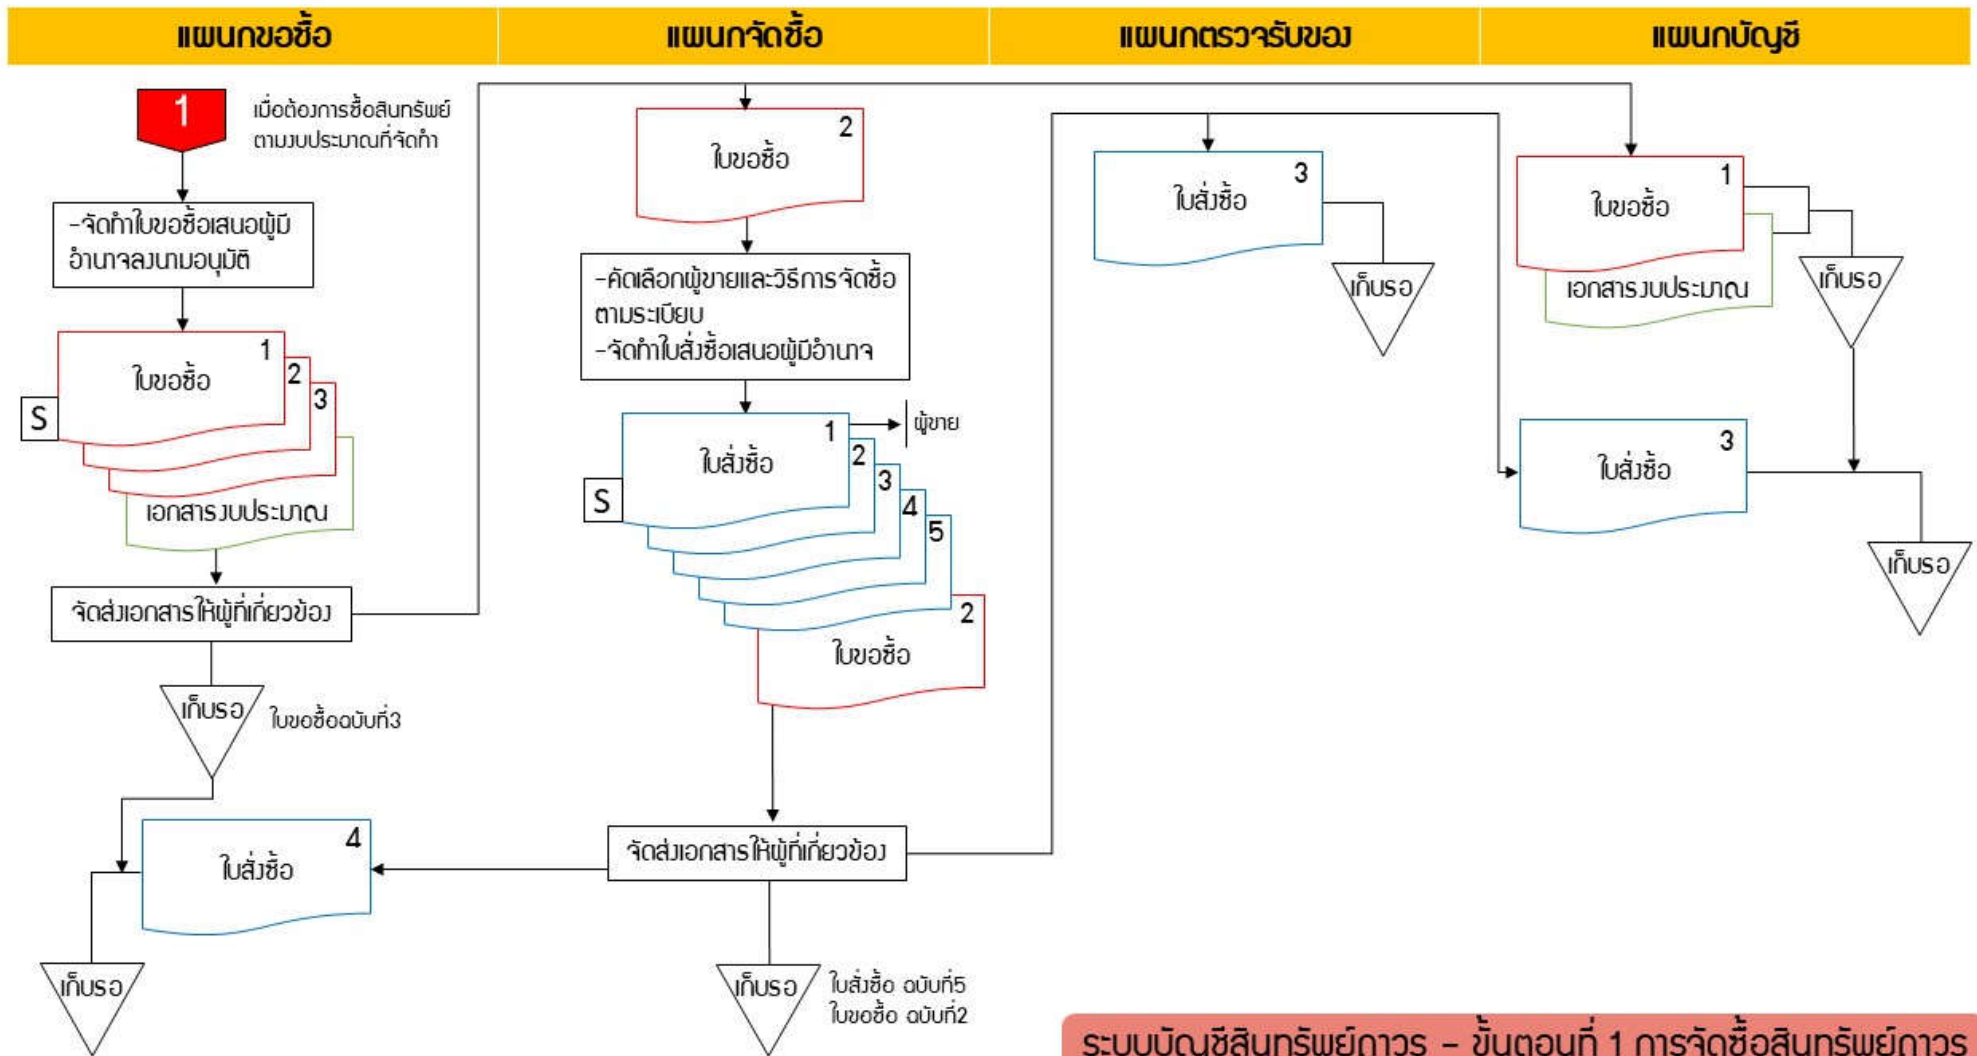 แผนกขอซื้อ
แผนกจัดซื้อ
แผนกตรวจรับของ
แผนกบัญชี
1
เมื่อต้องการซื้อสินทรัพย์
ตามงบประมาณที่จัดทำ
-จัดทำใบขอซื้อเสนอผู้มี
อำนาจลงนามอนุมัติ
1
ใบขอซื้อ
2
3
S
เอกสารงบประมาณ
จัดส่งเอกสารให้ผู้ที่เกี่ยวข้อง
เก็บรอ
ใบขอซื้อฉบับที่3
4
ใบสั่งซื้อ
เก็บรอ
2
ใบขอซื้อ
-คัดเลือกผู้ขายและวิธีการจัดซื้อ
ตามระเบียบ
-จัดทำใบสั่งซื้อเสนอผู้มีอำนาจ
1
ผู้ขาย
ใบสั่งซื้อ
2
3
S
4
5
2
ใบขอซื้อ
จัดส่งเอกสารให้ผู้ที่เกี่ยวข้อง
เก็บรอ
ใบสั่งซื้อ ฉบับที่5
ใบขอซื้อ ฉบับที่2
3
ใบสั่งซื้อ
เก็บรอ
1
ใบขอซื้อ
เอกสารงบประมาณ
เก็บรอ
3
ใบสั่งซื้อ
เก็บรอ
ระบบบัญชีสินทรัพย์ถาวร - ขั้นตอนที่ 1 การจัดซื้อสินทรัพย์ถาวร